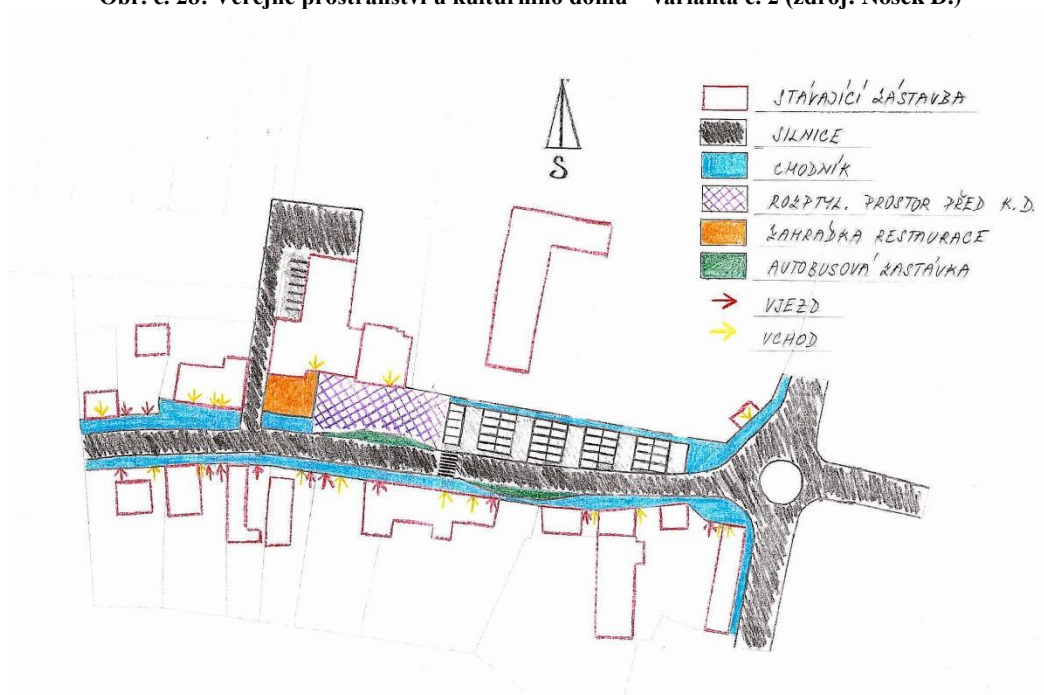 Obr. č. 28: Veřejné prostranství u kulturního domu – varianta č. 2 (zdroj: Nosek D.)
STÁVAJÍCÍ ZÁSTAVBA
SILNICE
CHODNÍK
ROZPTYL. PROSTOR PŘED K.D.
ZAHRÁDKA RESTAURACE
AUTOBUSOVÁ ZASTÁVKA
VJEZD
VCHOD
S